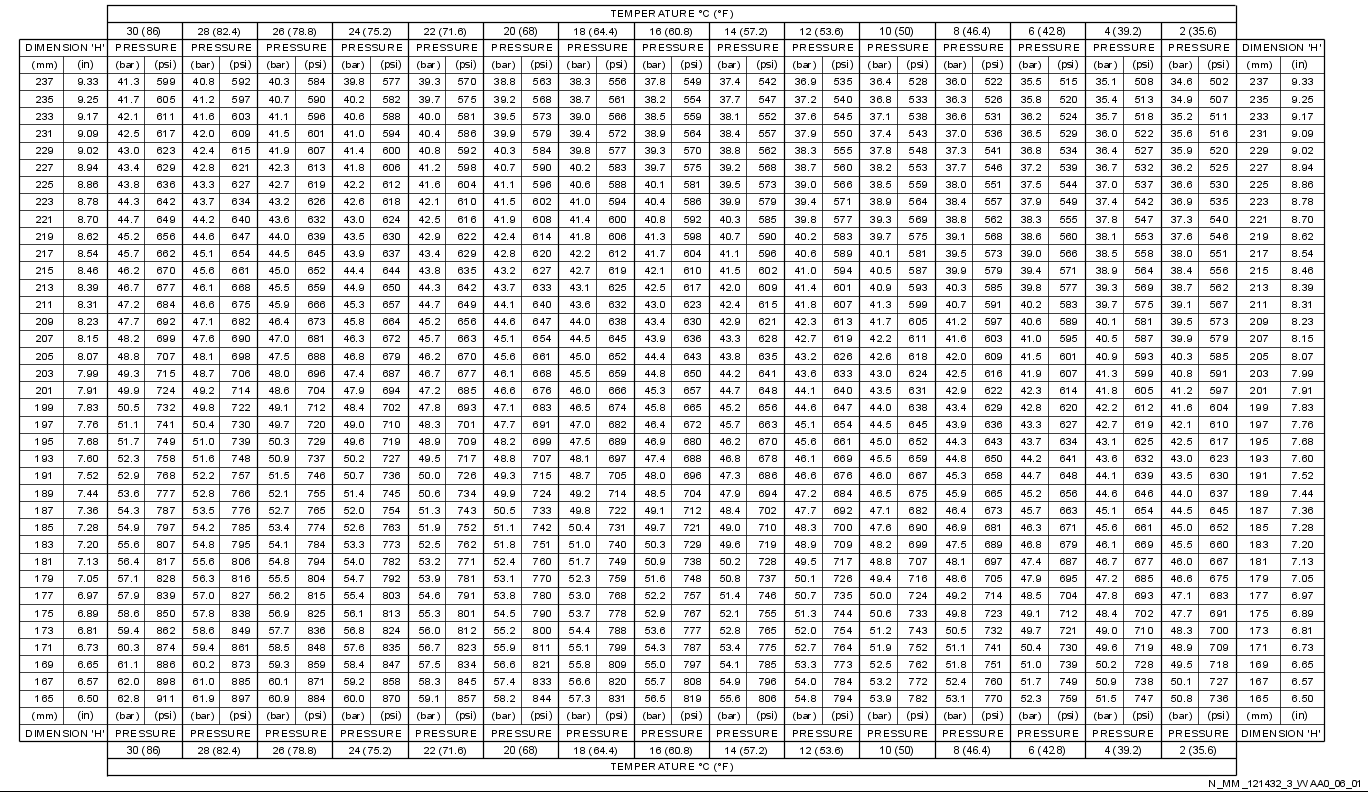 TEMPERATURE °C (°F)
30 (86) 28 (82.4) 26 (78.8) 24 (75.2) 22 (71.6) 20 (68) 18 (64.4) 16 (60.8) 14 (57.2) 12 (53.6) 10 (50) 8 (46.4) 6 (42.8) 4 (39.2) 2 (35.6)
DIMENSION 'H' PRESSURE PRESSURE PRESSURE PRESSURE PRESSURE PRESSURE PRESSURE PRESSURE PRESSURE PRESSURE PRESSURE PRESSURE PRESSURE PRESSURE PRESSURE DIMENSION 'H'
(mm) (in) (bar) (psi) (bar) (psi) (bar) (psi) (bar) (psi) (bar) (psi) (bar) (psi) (bar) (psi) (bar) (psi) (bar) (psi) (bar) (psi) (bar) (psi) (bar) (psi) (bar) (psi) (bar) (psi) (bar) (psi) (mm) (in)
237 9.33 41.3 599 40.8 592 40.3 584 39.8 577 39.3 570 38.8 563 38.3 556 37.8 549 37.4 542 36.9 535 36.4 528 36.0 522 35.5 515 35.1 508 34.6 502 237 9.33
235 9.25 41.7 605 41.2 597 40.7 590 40.2 582 39.7 575 39.2 568 38.7 561 38.2 554 37.7 547 37.2 540 36.8 533 36.3 526 35.8 520 35.4 513 34.9 507 235 9.25
233 9.17 42.1 611 41.6 603 41.1 596 40.6 588 40.0 581 39.5 573 39.0 566 38.5 559 38.1 552 37.6 545 37.1 538 36.6 531 36.2 524 35.7 518 35.2 511 233 9.17
231 9.09 42.5 617 42.0 609 41.5 601 41.0 594 40.4 586 39.9 579 39.4 572 38.9 564 38.4 557 37.9 550 37.4 543 37.0 536 36.5 529 36.0 522 35.6 516 231 9.09
229 9.02 43.0 623 42.4 615 41.9 607 41.4 600 40.8 592 40.3 584 39.8 577 39.3 570 38.8 562 38.3 555 37.8 548 37.3 541 36.8 534 36.4 527 35.9 520 229 9.02
227 8.94 43.4 629 42.8 621 42.3 613 41.8 606 41.2 598 40.7 590 40.2 583 39.7 575 39.2 568 38.7 560 38.2 553 37.7 546 37.2 539 36.7 532 36.2 525 227 8.94
225 8.86 43.8 636 43.3 627 42.7 619 42.2 612 41.6 604 41.1 596 40.6 588 40.1 581 39.5 573 39.0 566 38.5 559 38.0 551 37.5 544 37.0 537 36.6 530 225 8.86
223 8.78 44.3 642 43.7 634 43.2 626 42.6 618 42.1 610 41.5 602 41.0 594 40.4 586 39.9 579 39.4 571 38.9 564 38.4 557 37.9 549 37.4 542 36.9 535 223 8.78
221 8.70 44.7 649 44.2 640 43.6 632 43.0 624 42.5 616 41.9 608 41.4 600 40.8 592 40.3 585 39.8 577 39.3 569 38.8 562 38.3 555 37.8 547 37.3 540 221 8.70
219 8.62 45.2 656 44.6 647 44.0 639 43.5 630 42.9 622 42.4 614 41.8 606 41.3 598 40.7 590 40.2 583 39.7 575 39.1 568 38.6 560 38.1 553 37.6 546 219 8.62
217 8.54 45.7 662 45.1 654 44.5 645 43.9 637 43.4 629 42.8 620 42.2 612 41.7 604 41.1 596 40.6 589 40.1 581 39.5 573 39.0 566 38.5 558 38.0 551 217 8.54
215 8.46 46.2 670 45.6 661 45.0 652 44.4 644 43.8 635 43.2 627 42.7 619 42.1 610 41.5 602 41.0 594 40.5 587 39.9 579 39.4 571 38.9 564 38.4 556 215 8.46
213 8.39 46.7 677 46.1 668 45.5 659 44.9 650 44.3 642 43.7 633 43.1 625 42.5 617 42.0 609 41.4 601 40.9 593 40.3 585 39.8 577 39.3 569 38.7 562 213 8.39
211 8.31 47.2 684 46.6 675 45.9 666 45.3 657 44.7 649 44.1 640 43.6 632 43.0 623 42.4 615 41.8 607 41.3 599 40.7 591 40.2 583 39.7 575 39.1 567 211 8.31
209 8.23 47.7 692 47.1 682 46.4 673 45.8 664 45.2 656 44.6 647 44.0 638 43.4 630 42.9 621 42.3 613 41.7 605 41.2 597 40.6 589 40.1 581 39.5 573 209 8.23
207 8.15 48.2 699 47.6 690 47.0 681 46.3 672 45.7 663 45.1 654 44.5 645 43.9 636 43.3 628 42.7 619 42.2 611 41.6 603 41.0 595 40.5 587 39.9 579 207 8.15
205 8.07 48.8 707 48.1 698 47.5 688 46.8 679 46.2 670 45.6 661 45.0 652 44.4 643 43.8 635 43.2 626 42.6 618 42.0 609 41.5 601 40.9 593 40.3 585 205 8.07
203 7.99 49.3 715 48.7 706 48.0 696 47.4 687 46.7 677 46.1 668 45.5 659 44.8 650 44.2 641 43.6 633 43.0 624 42.5 616 41.9 607 41.3 599 40.8 591 203 7.99
201 7.91 49.9 724 49.2 714 48.6 704 47.9 694 47.2 685 46.6 676 46.0 666 45.3 657 44.7 648 44.1 640 43.5 631 42.9 622 42.3 614 41.8 605 41.2 597 201 7.91
199 7.83 50.5 732 49.8 722 49.1 712 48.4 702 47.8 693 47.1 683 46.5 674 45.8 665 45.2 656 44.6 647 44.0 638 43.4 629 42.8 620 42.2 612 41.6 604 199 7.83
197 7.76 51.1 741 50.4 730 49.7 720 49.0 710 48.3 701 47.7 691 47.0 682 46.4 672 45.7 663 45.1 654 44.5 645 43.9 636 43.3 627 42.7 619 42.1 610 197 7.76
195 7.68 51.7 749 51.0 739 50.3 729 49.6 719 48.9 709 48.2 699 47.5 689 46.9 680 46.2 670 45.6 661 45.0 652 44.3 643 43.7 634 43.1 625 42.5 617 195 7.68
193 7.60 52.3 758 51.6 748 50.9 737 50.2 727 49.5 717 48.8 707 48.1 697 47.4 688 46.8 678 46.1 669 45.5 659 44.8 650 44.2 641 43.6 632 43.0 623 193 7.60
191 7.52 52.9 768 52.2 757 51.5 746 50.7 736 50.0 726 49.3 715 48.7 705 48.0 696 47.3 686 46.6 676 46.0 667 45.3 658 44.7 648 44.1 639 43.5 630 191 7.52
189 7.44 53.6 777 52.8 766 52.1 755 51.4 745 50.6 734 49.9 724 49.2 714 48.5 704 47.9 694 47.2 684 46.5 675 45.9 665 45.2 656 44.6 646 44.0 637 189 7.44
187 7.36 54.3 787 53.5 776 52.7 765 52.0 754 51.3 743 50.5 733 49.8 722 49.1 712 48.4 702 47.7 692 47.1 682 46.4 673 45.7 663 45.1 654 44.5 645 187 7.36
185 7.28 54.9 797 54.2 785 53.4 774 52.6 763 51.9 752 51.1 742 50.4 731 49.7 721 49.0 710 48.3 700 47.6 690 46.9 681 46.3 671 45.6 661 45.0 652 185 7.28
183 7.20 55.6 807 54.8 795 54.1 784 53.3 773 52.5 762 51.8 751 51.0 740 50.3 729 49.6 719 48.9 709 48.2 699 47.5 689 46.8 679 46.1 669 45.5 660 183 7.20
181 7.13 56.4 817 55.6 806 54.8 794 54.0 782 53.2 771 52.4 760 51.7 749 50.9 738 50.2 728 49.5 717 48.8 707 48.1 697 47.4 687 46.7 677 46.0 667 181 7.13
179 7.05 57.1 828 56.3 816 55.5 804 54.7 792 53.9 781 53.1 770 52.3 759 51.6 748 50.8 737 50.1 726 49.4 716 48.6 705 47.9 695 47.2 685 46.6 675 179 7.05
177 6.97 57.9 839 57.0 827 56.2 815 55.4 803 54.6 791 53.8 780 53.0 768 52.2 757 51.4 746 50.7 735 50.0 724 49.2 714 48.5 704 47.8 693 47.1 683 177 6.97
175 6.89 58.6 850 57.8 838 56.9 825 56.1 813 55.3 801 54.5 790 53.7 778 52.9 767 52.1 755 51.3 744 50.6 733 49.8 723 49.1 712 48.4 702 47.7 691 175 6.89
173 6.81 59.4 862 58.6 849 57.7 836 56.8 824 56.0 812 55.2 800 54.4 788 53.6 777 52.8 765 52.0 754 51.2 743 50.5 732 49.7 721 49.0 710 48.3 700 173 6.81
171 6.73 60.3 874 59.4 861 58.5 848 57.6 835 56.7 823 55.9 811 55.1 799 54.3 787 53.4 775 52.7 764 51.9 752 51.1 741 50.4 730 49.6 719 48.9 709 171 6.73
169 6.65 61.1 886 60.2 873 59.3 859 58.4 847 57.5 834 56.6 821 55.8 809 55.0 797 54.1 785 53.3 773 52.5 762 51.8 751 51.0 739 50.2 728 49.5 718 169 6.65
167 6.57 62.0 898 61.0 885 60.1 871 59.2 858 58.3 845 57.4 833 56.6 820 55.7 808 54.9 796 54.0 784 53.2 772 52.4 760 51.7 749 50.9 738 50.1 727 167 6.57
165 6.50 62.8 911 61.9 897 60.9 884 60.0 870 59.1 857 58.2 844 57.3 831 56.5 819 55.6 806 54.8 794 53.9 782 53.1 770 52.3 759 51.5 747 50.8 736 165 6.50
(mm) (in) (bar) (psi) (bar) (psi) (bar) (psi) (bar) (psi) (bar) (psi) (bar) (psi) (bar) (psi) (bar) (psi) (bar) (psi) (bar) (psi) (bar) (psi) (bar) (psi) (bar) (psi) (bar) (psi) (bar) (psi) (mm) (in)
DIMENSION 'H' PRESSURE PRESSURE PRESSURE PRESSURE PRESSURE PRESSURE PRESSURE PRESSURE PRESSURE PRESSURE PRESSURE PRESSURE PRESSURE PRESSURE PRESSURE DIMENSION 'H'
30 (86) 28 (82.4) 26 (78.8) 24 (75.2) 22 (71.6) 20 (68) 18 (64.4) 16 (60.8) 14 (57.2) 12 (53.6) 10 (50) 8 (46.4) 6 (42.8) 4 (39.2) 2 (35.6)
TEMPERATURE °C (°F)
N_MM_121432_3_WAA0_06_01